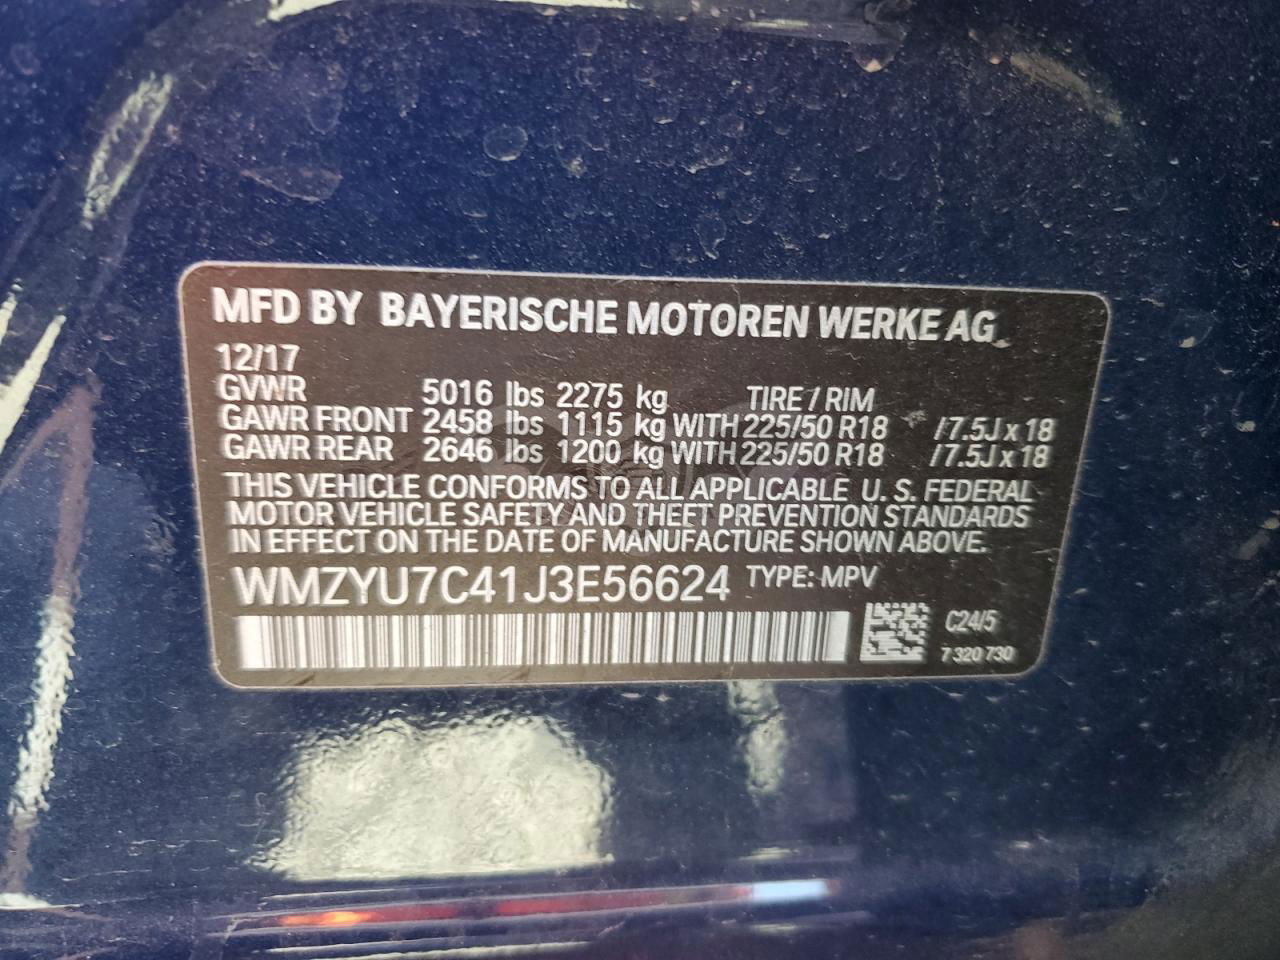 MFD BY BAYERISCHE MOTOREN WERKE AG
12/17
GVWR 5016 lbs 2275 kg TIRE / RIM
GAWR FRONT 2458 lbs 1115 kg WITH 225/50 R18 /7.5J x 18
GAWR REAR 2646 lbs 1200 kg WITH 225/50 R18 /7.5J x 18
THIS VEHICLE CONFORMS TO ALL APPLICABLE U. S. FEDERAL
MOTOR VEHICLE SAFETY AND THEFT PREVENTION STANDARDS
IN EFFECT ON THE DATE OF MANUFACTURE SHOWN ABOVE.
WMZYU7C41J3E56624 TYPE: MPV
C24/5
7 320 730